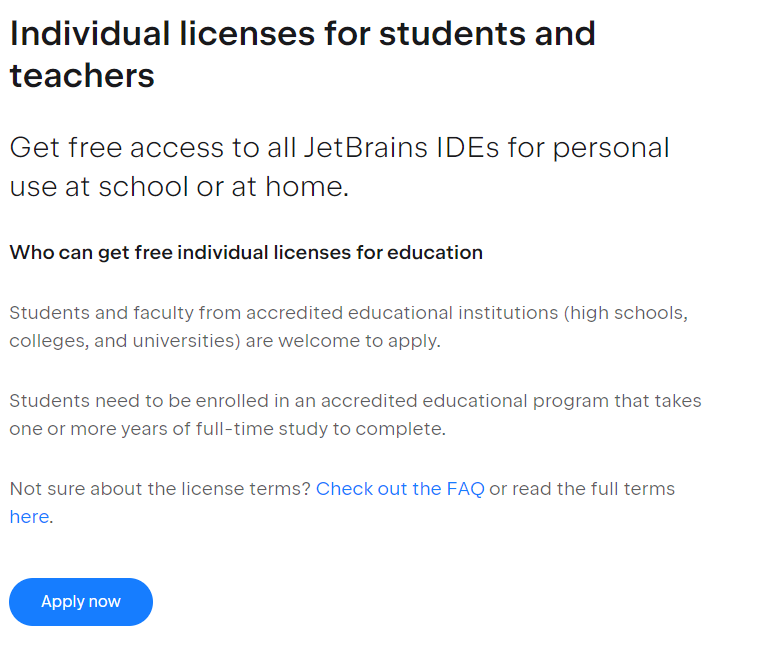 Individual licenses for students and
teachers
Get free access to all JetBrains IDEs for personal
use at school or at home.
Who can get free individual licenses for education
Students and faculty from accredited educational institutions (high schools,
colleges, and universities) are welcome to apply.
Students need to be enrolled in an accredited educational program that takes
one or more years of full-time study to complete.
Not sure about the license terms? Check out the FAQ or read the full terms
here.
Apply now